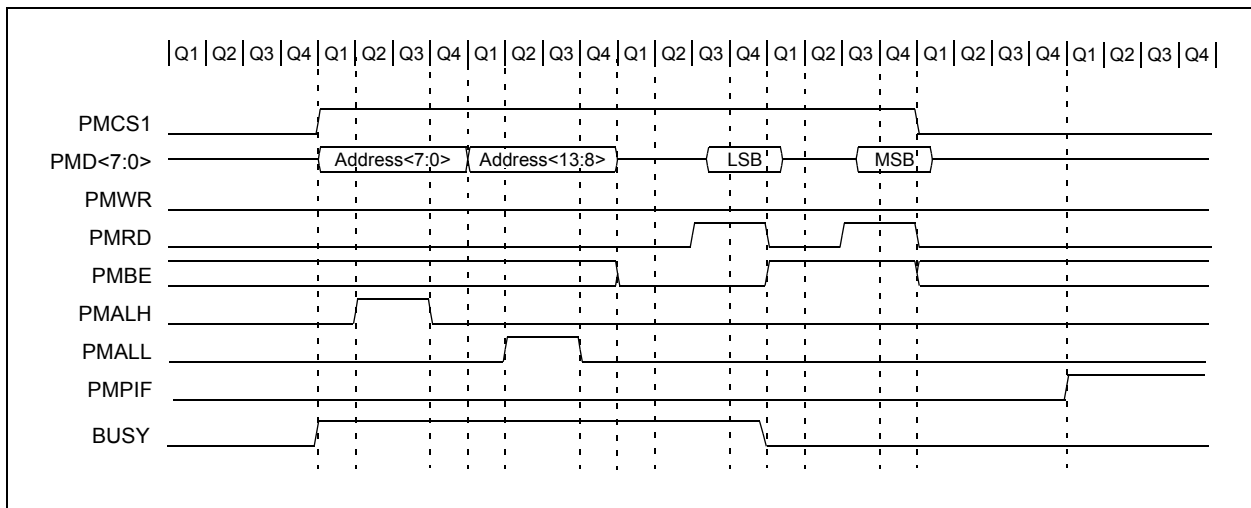 Q1 Q2 Q3 Q4 Q1 Q2 Q3 Q4 Q1 Q2 Q3 Q4 Q1 Q2 Q3 Q4 Q1 Q2 Q3 Q4 Q1 Q2 Q3 Q4 Q1 Q2 Q3 Q4
PMCS1
PMD<7:0> Address<7:0> Address<13:8> LSB MSB
PMWR
PMRD
PMBE
PMALH
PMALL
PMPIF
BUSY